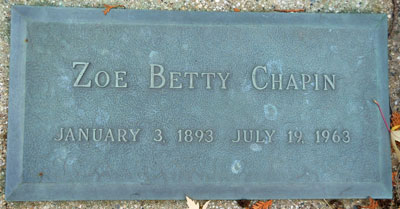 Zoe Betty Chapin
January 3, 1893 July 19, 1963